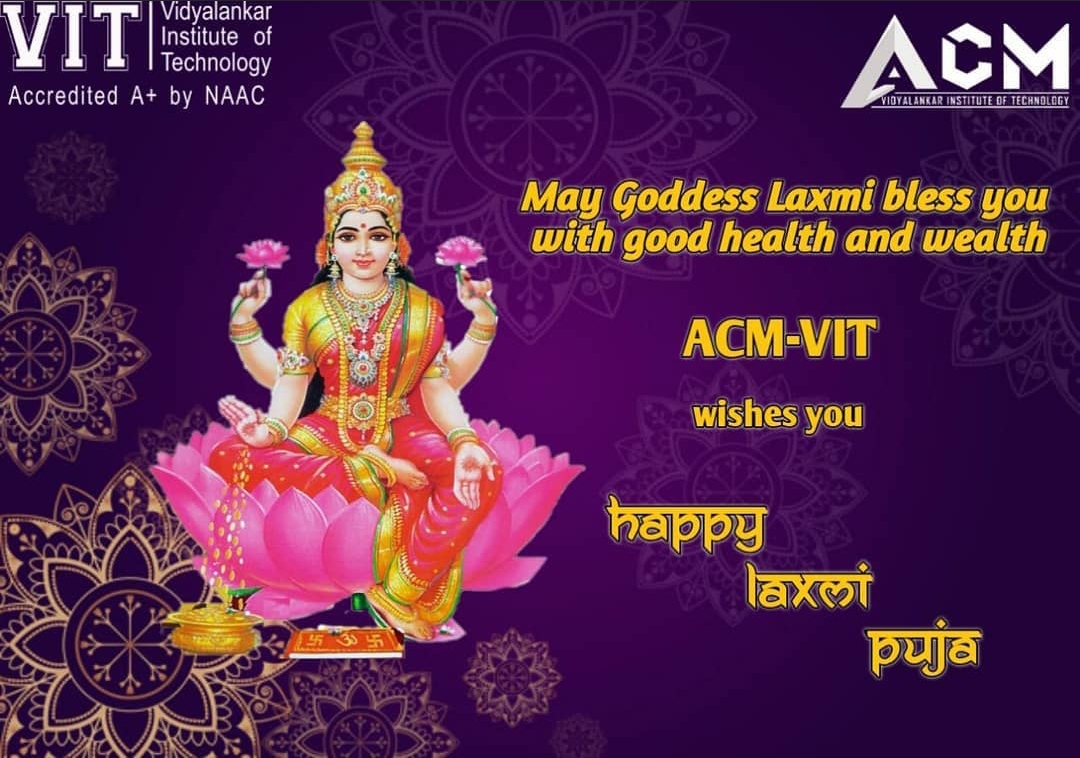 VIT
Vidyalankar
Institute of
Technology
Accredited A+ by NAAC
ACM
VIDYALANKAR INSTITUTE OF TECHNOLOGY
May Goddess Laxmi bless you
with good health and wealth
ACM-VIT
wishes you
Happy
Laxmi
Puja
ॐ